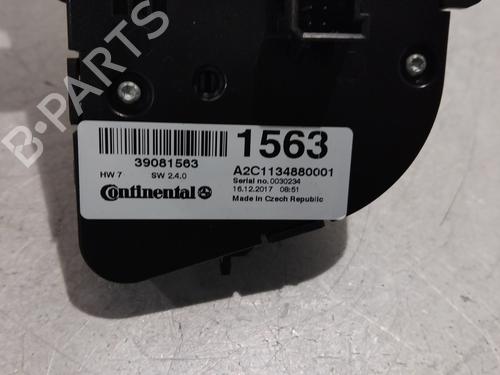 B-PARTS
1563
39081563
HW 7 SW 2.4.0
A2C1134880001
Serial no. 0030234
16.12.2017 08:51
Continental
Made in Czech Republic